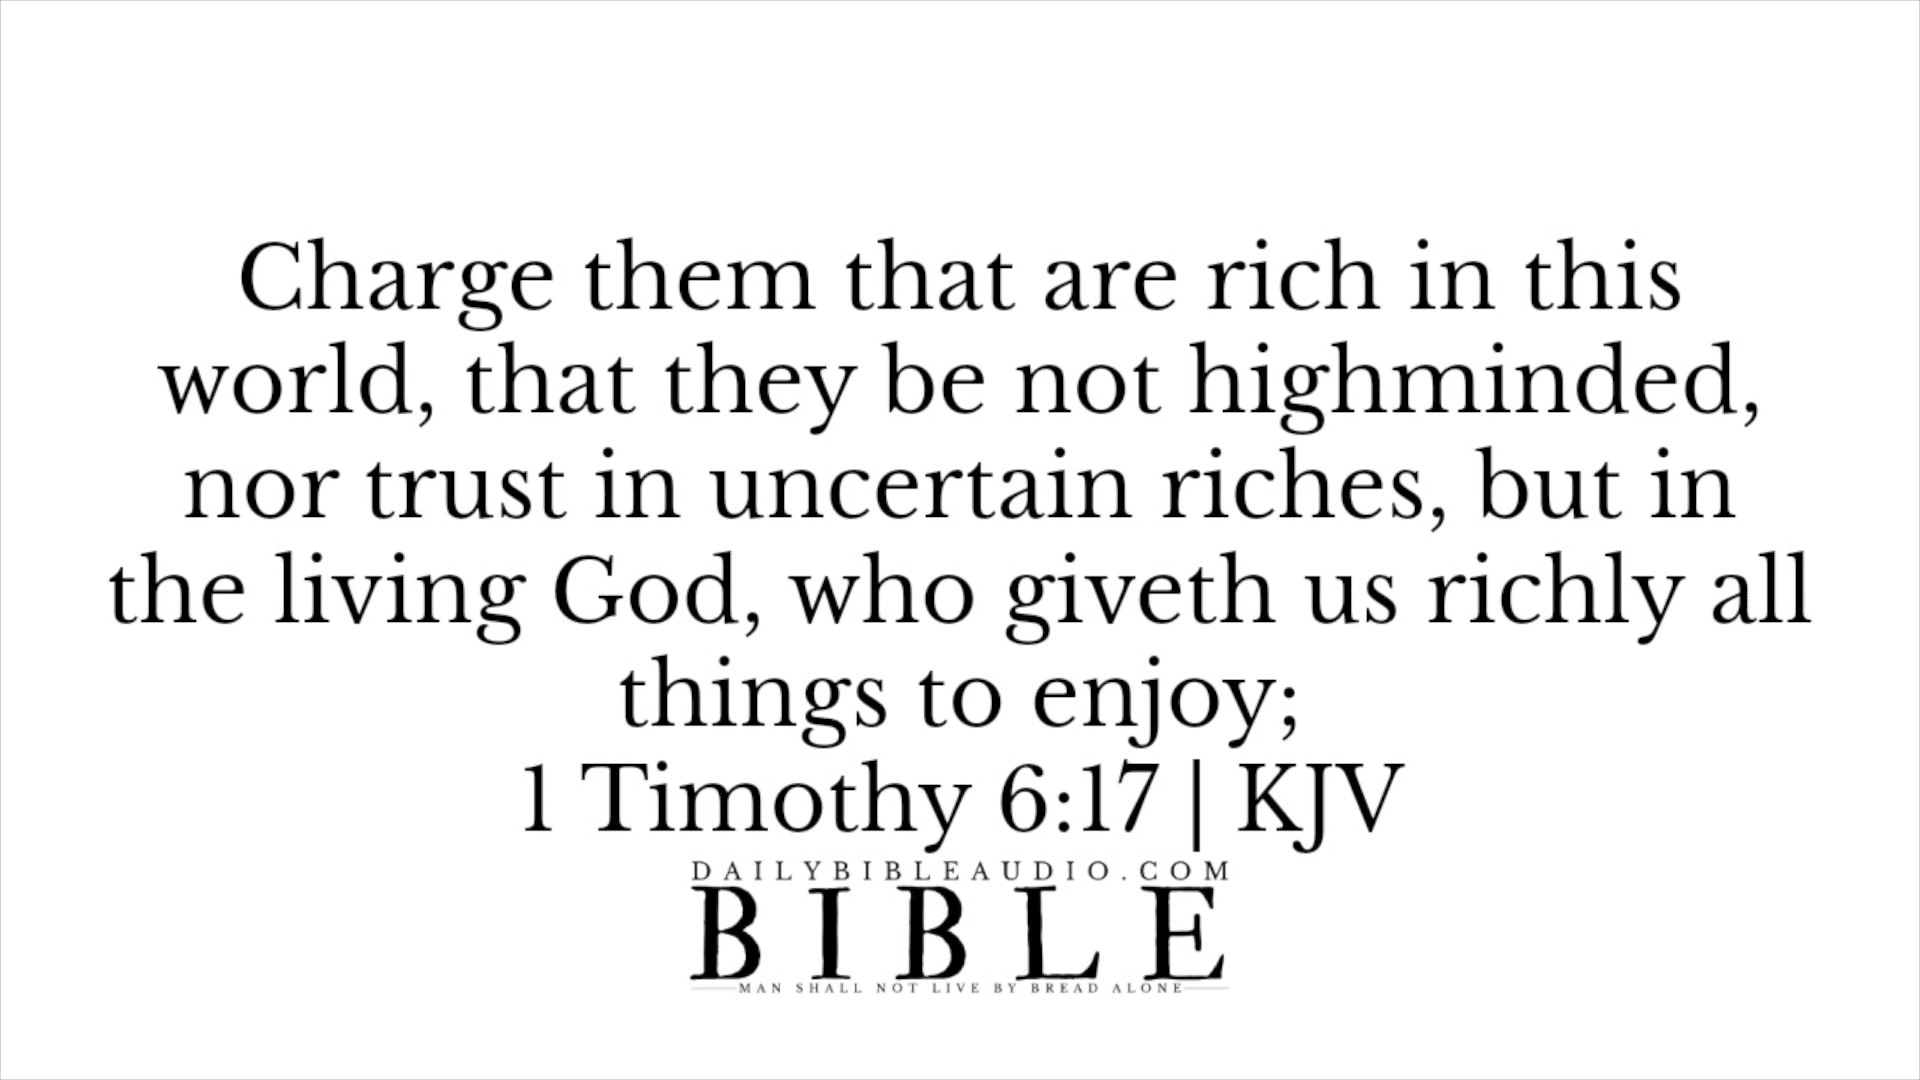 Charge them that are rich in this
world, that they be not highminded,
nor trust in uncertain riches, but in
the living God, who giveth us richly all
things to enjoy;
1 Timothy 6:17 | KJV
DAILYBIBLEAUDIO.COM
BIBLE
MAN SHALL NOT LIVE BY BREAD ALONE